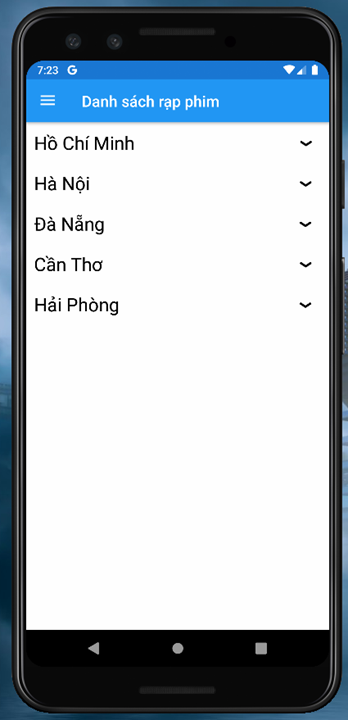 7:23 G
Danh sách rạp phim
Hồ Chí Minh
Hà Nội
Đà Nẵng
Cần Thơ
Hải Phòng